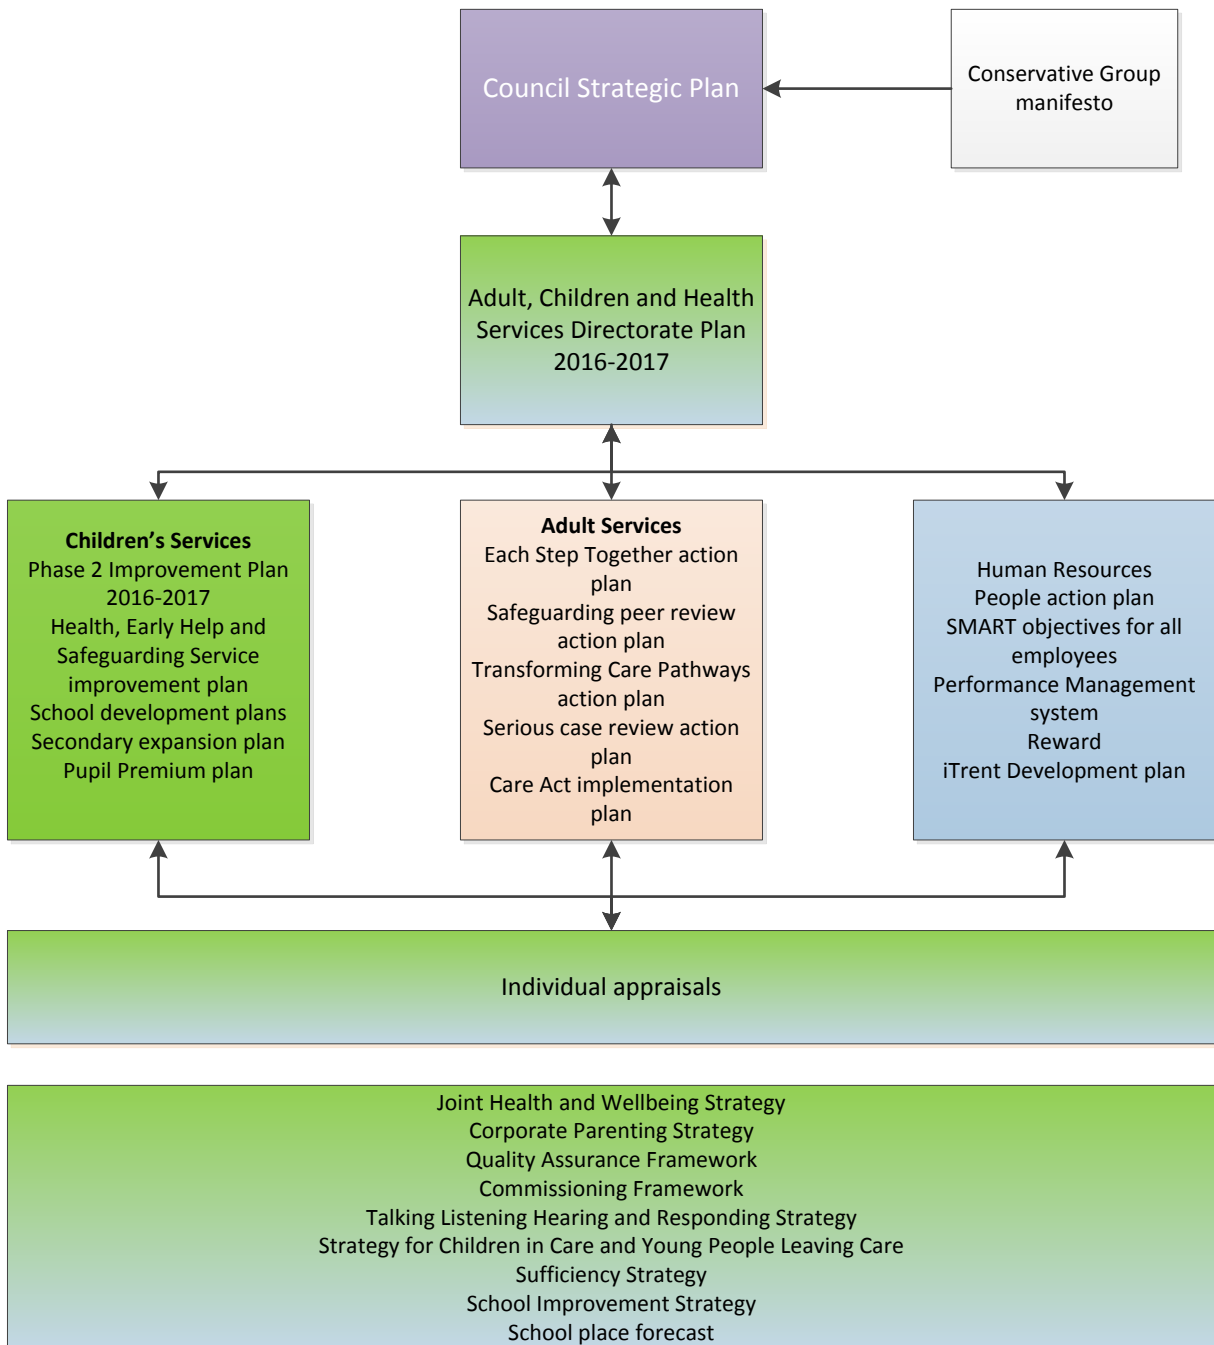 Council Strategic Plan
Conservative Group
manifesto
Adult, Children and Health
Services Directorate Plan
2016-2017
Children’s Services
Phase 2 Improvement Plan
2016-2017
Health, Early Help and
Safeguarding Service
improvement plan
School development plans
Secondary expansion plan
Pupil Premium plan
Adult Services
Each Step Together action
plan
Safeguarding peer review
action plan
Transforming Care Pathways
action plan
Serious case review action
plan
Care Act implementation
plan
Human Resources
People action plan
SMART objectives for all
employees
Performance Management
system
Reward
iTrent Development plan
Individual appraisals
Joint Health and Wellbeing Strategy
Corporate Parenting Strategy
Quality Assurance Framework
Commissioning Framework
Talking Listening Hearing and Responding Strategy
Strategy for Children in Care and Young People Leaving Care
Sufficiency Strategy
School Improvement Strategy
School place forecast